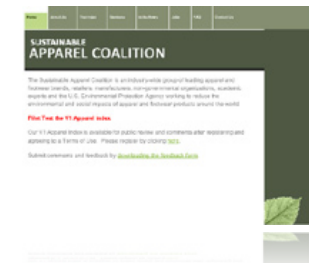 Home About Us
SUSTAINABLE
APPAREL COALITION
The Sustainable Apparel Coalition is an industry-wide group of leading apparel and
footwear brands, retailers, manufacturers, non-governmental organizations, academic
experts and the U.S. Environmental Protection Agency working to reduce the
environmental and social impacts of apparel and footwear products around the world.
Pilot Test the V1 Apparel Index.
Our V1 Apparel Index is available for public review and comments after registering and
agreeing to a Terms of Use. Please register by clicking here.
Submit comments and feedback by downloading the feedback form